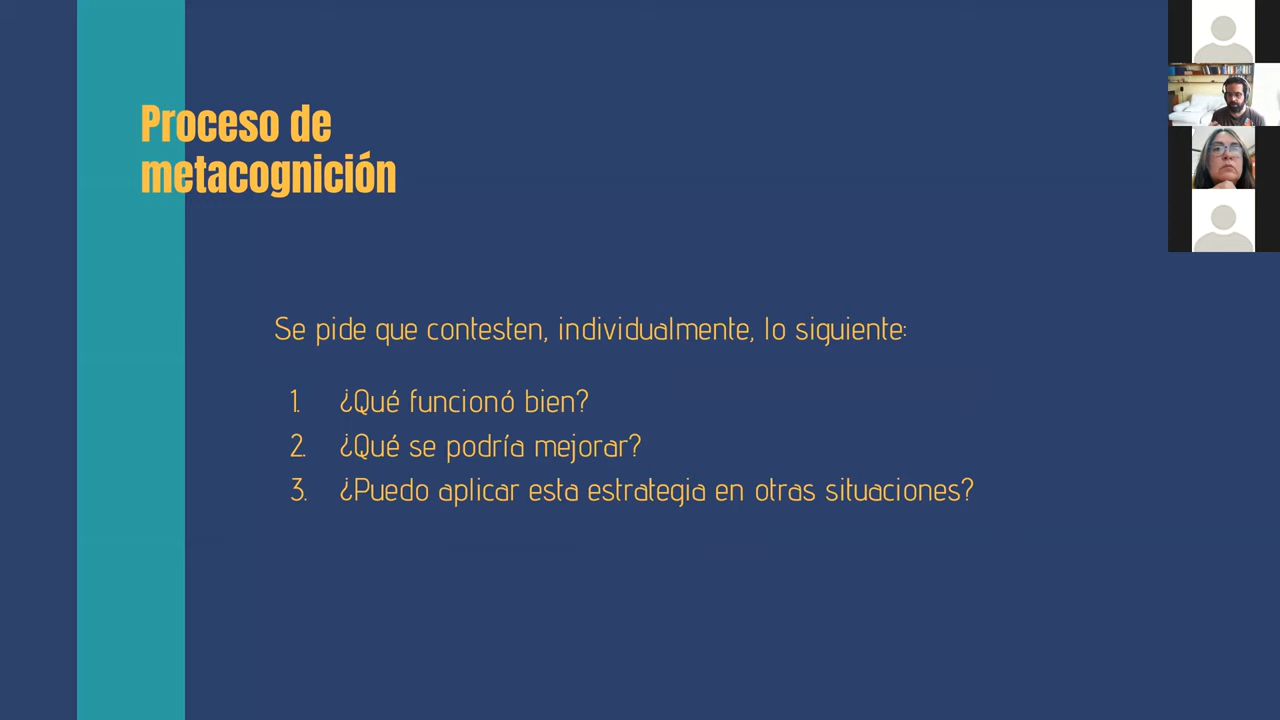 Proceso de
metacognición
Se pide que contesten, individualmente, lo siguiente:
1. ¿Qué funcionó bien?
2. ¿Qué se podría mejorar?
3. ¿Puedo aplicar esta estrategia en otras situaciones?